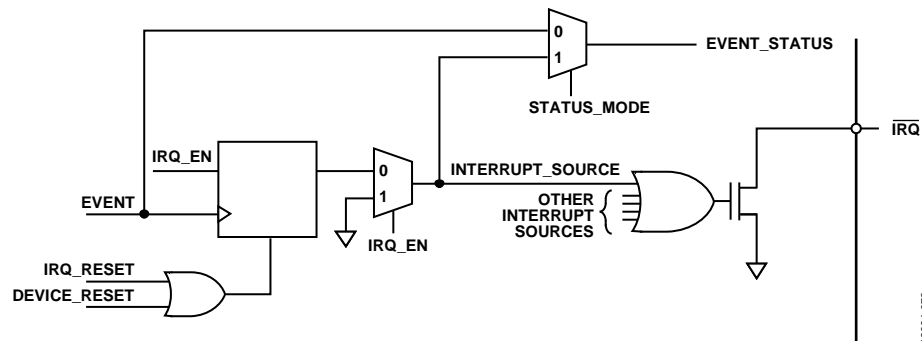 0
1
EVENT_STATUS
STATUS_MODE
IRQ
IRQ_EN
0
1
INTERRUPT_SOURCE
EVENT
OTHER
INTERRUPT
SOURCES
IRQ_EN
IRQ_RESET
DEVICE_RESET